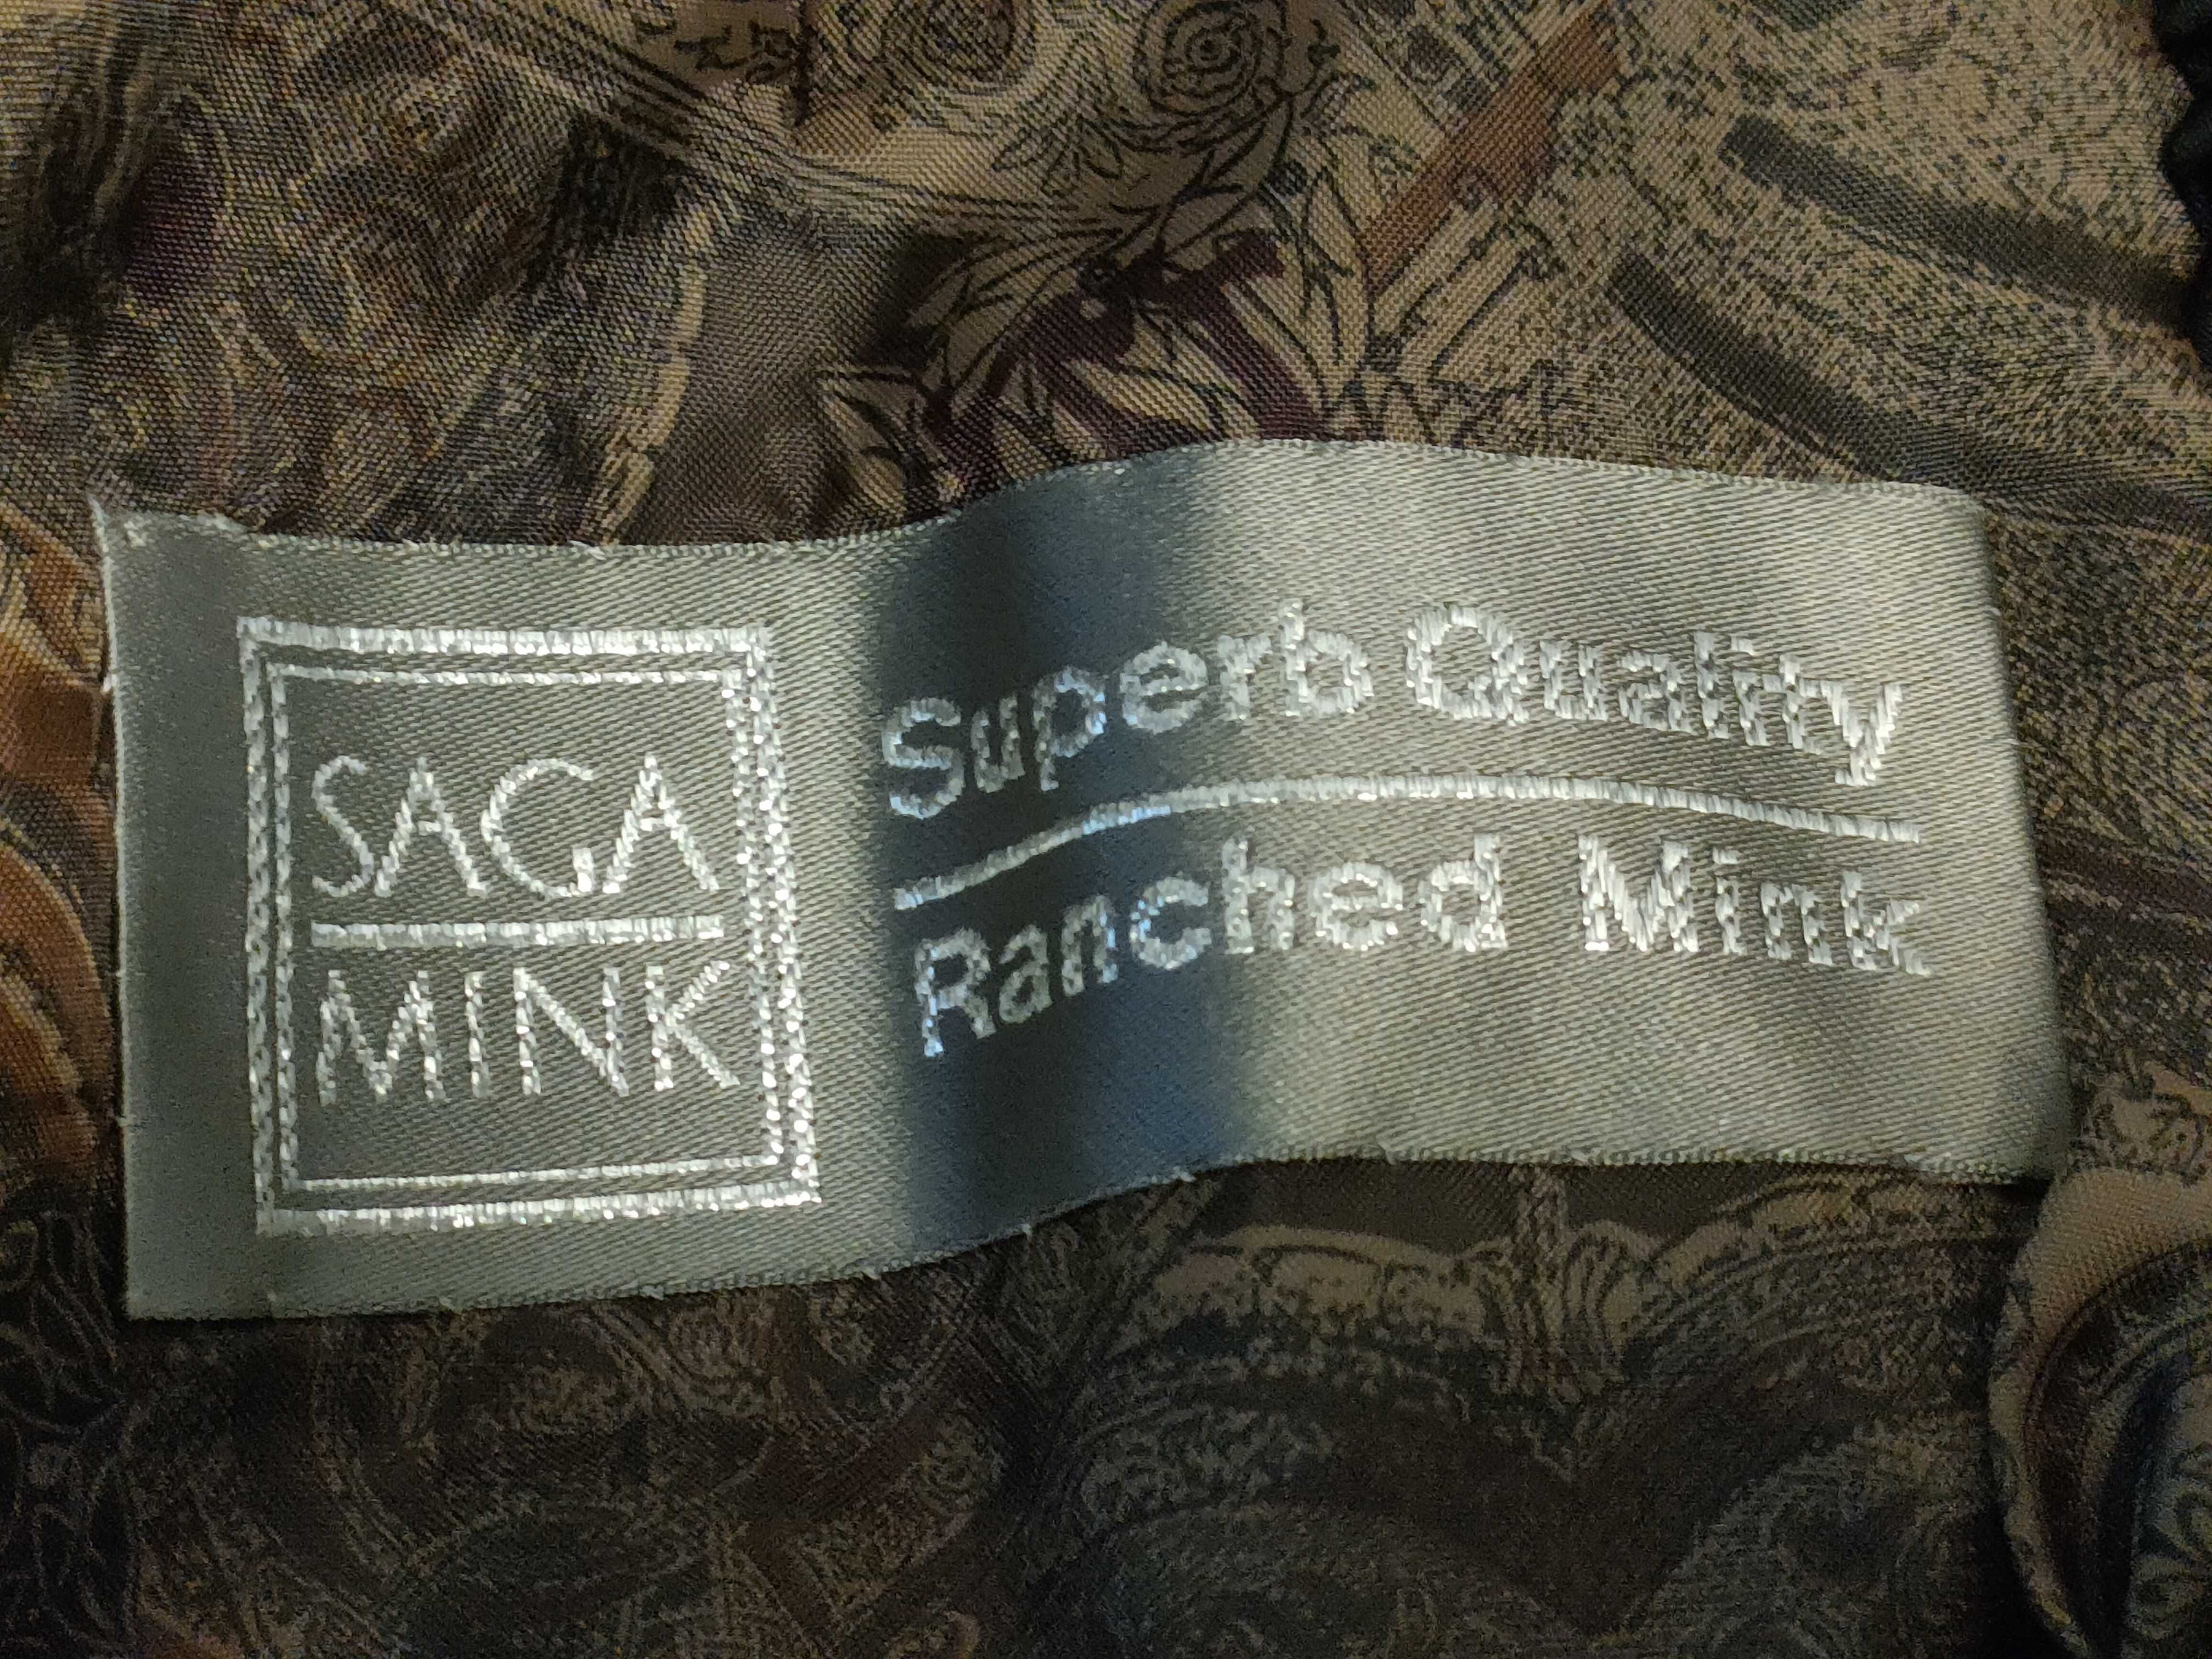 SAGA
MINK
Superb Quality
Ranched Mink